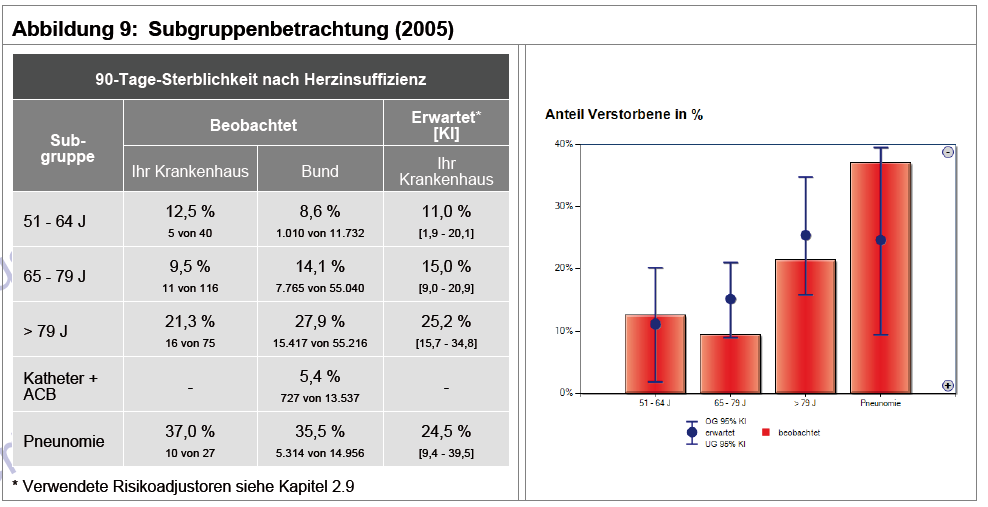 Abbildung 9: Subgruppenbetrachtung (2005)
90-Tage-Sterblichkeit nach Herzinsuffizienz
Sub-
gruppe
Beobachtet
Erwartet*
[KI]
Ihr Krankenhaus
Bund
Ihr
Krankenhaus
51 - 64 J
12,5 %
5 von 40
8,6 %
1.010 von 11.732
11,0 %
[1,9 - 20,1]
65 - 79 J
9,5 %
11 von 116
14,1 %
7.765 von 55.040
15,0 %
[9,0 - 20,9]
> 79 J
21,3 %
16 von 75
27,9 %
15.417 von 55.216
25,2 %
[15,7 - 34,8]
Katheter +
ACB
-
5,4 %
727 von 13.537
-
Pneunomie
37,0 %
10 von 27
35,5 %
5.314 von 14.956
24,5 %
[9,4 - 39,5]
* Verwendete Risikoadjustoren siehe Kapitel 2.9
Anteil Verstorbene in %
40%
30%
20%
10%
0%
-
+
51 - 64 J
65 - 79 J
> 79 J
Pneunomie
OG 95% KI
erwartet
UG 95% KI
beobachtet